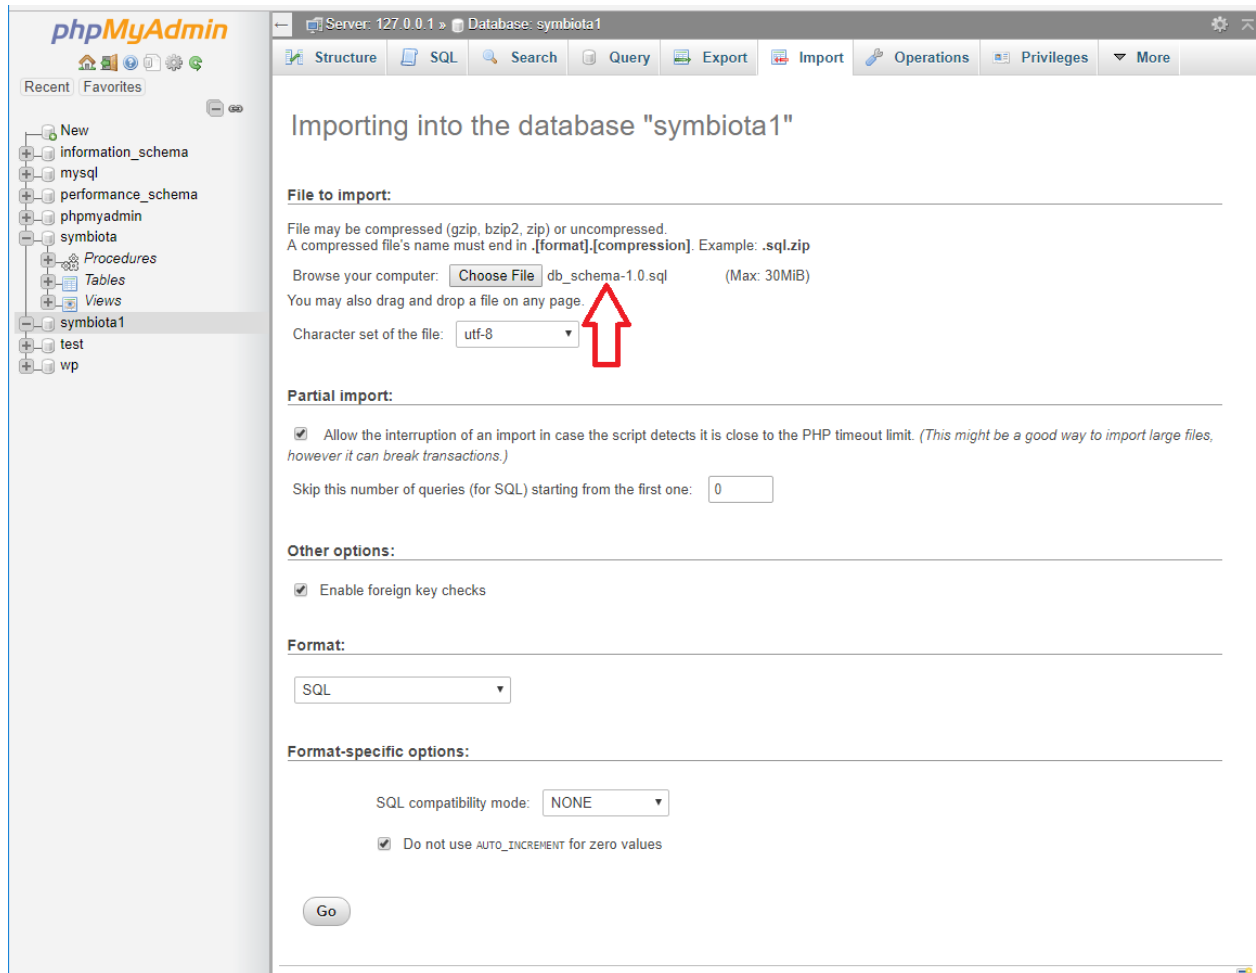 phpMyAdmin
Recent Favorites
New
information_schema
mysql
performance_schema
phpmyadmin
symbiota
Procedures
Tables
Views
symbiota1
test
wp
Server: 127.0.0.1 » Database: symbiota1
Structure SQL Search Query Export Import Operations Privileges More
Importing into the database "symbiota1"
File to import:
File may be compressed (gzip, bzip2, zip) or uncompressed.
A compressed file's name must end in .[format].[compression]. Example: .sql.zip
Browse your computer: Choose File db_schema-1.0.sql (Max: 30MiB)
You may also drag and drop a file on any page.
Character set of the file: utf-8
Partial import:
Allow the interruption of an import in case the script detects it is close to the PHP timeout limit. (This might be a good way to import large files,
however it can break transactions.)
Skip this number of queries (for SQL) starting from the first one: 0
Other options:
Enable foreign key checks
Format:
SQL
Format-specific options:
SQL compatibility mode: NONE
Do not use AUTO_INCREMENT for zero values
Go